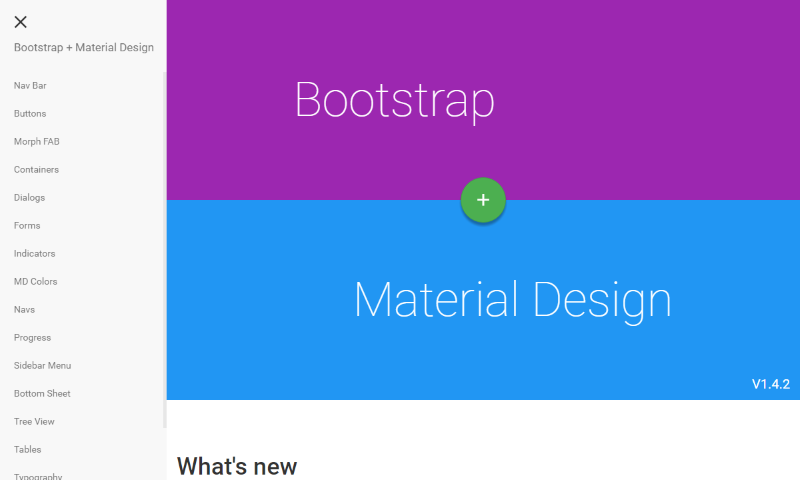 Bootstrap + Material Design
Nav Bar
Buttons
Morph FAB
Containers
Dialogs
Forms
Indicators
MD Colors
Navs
Progress
Sidebar Menu
Bottom Sheet
Tree View
Tables
Typography
Bootstrap
+
Material Design
V1.4.2
What's new